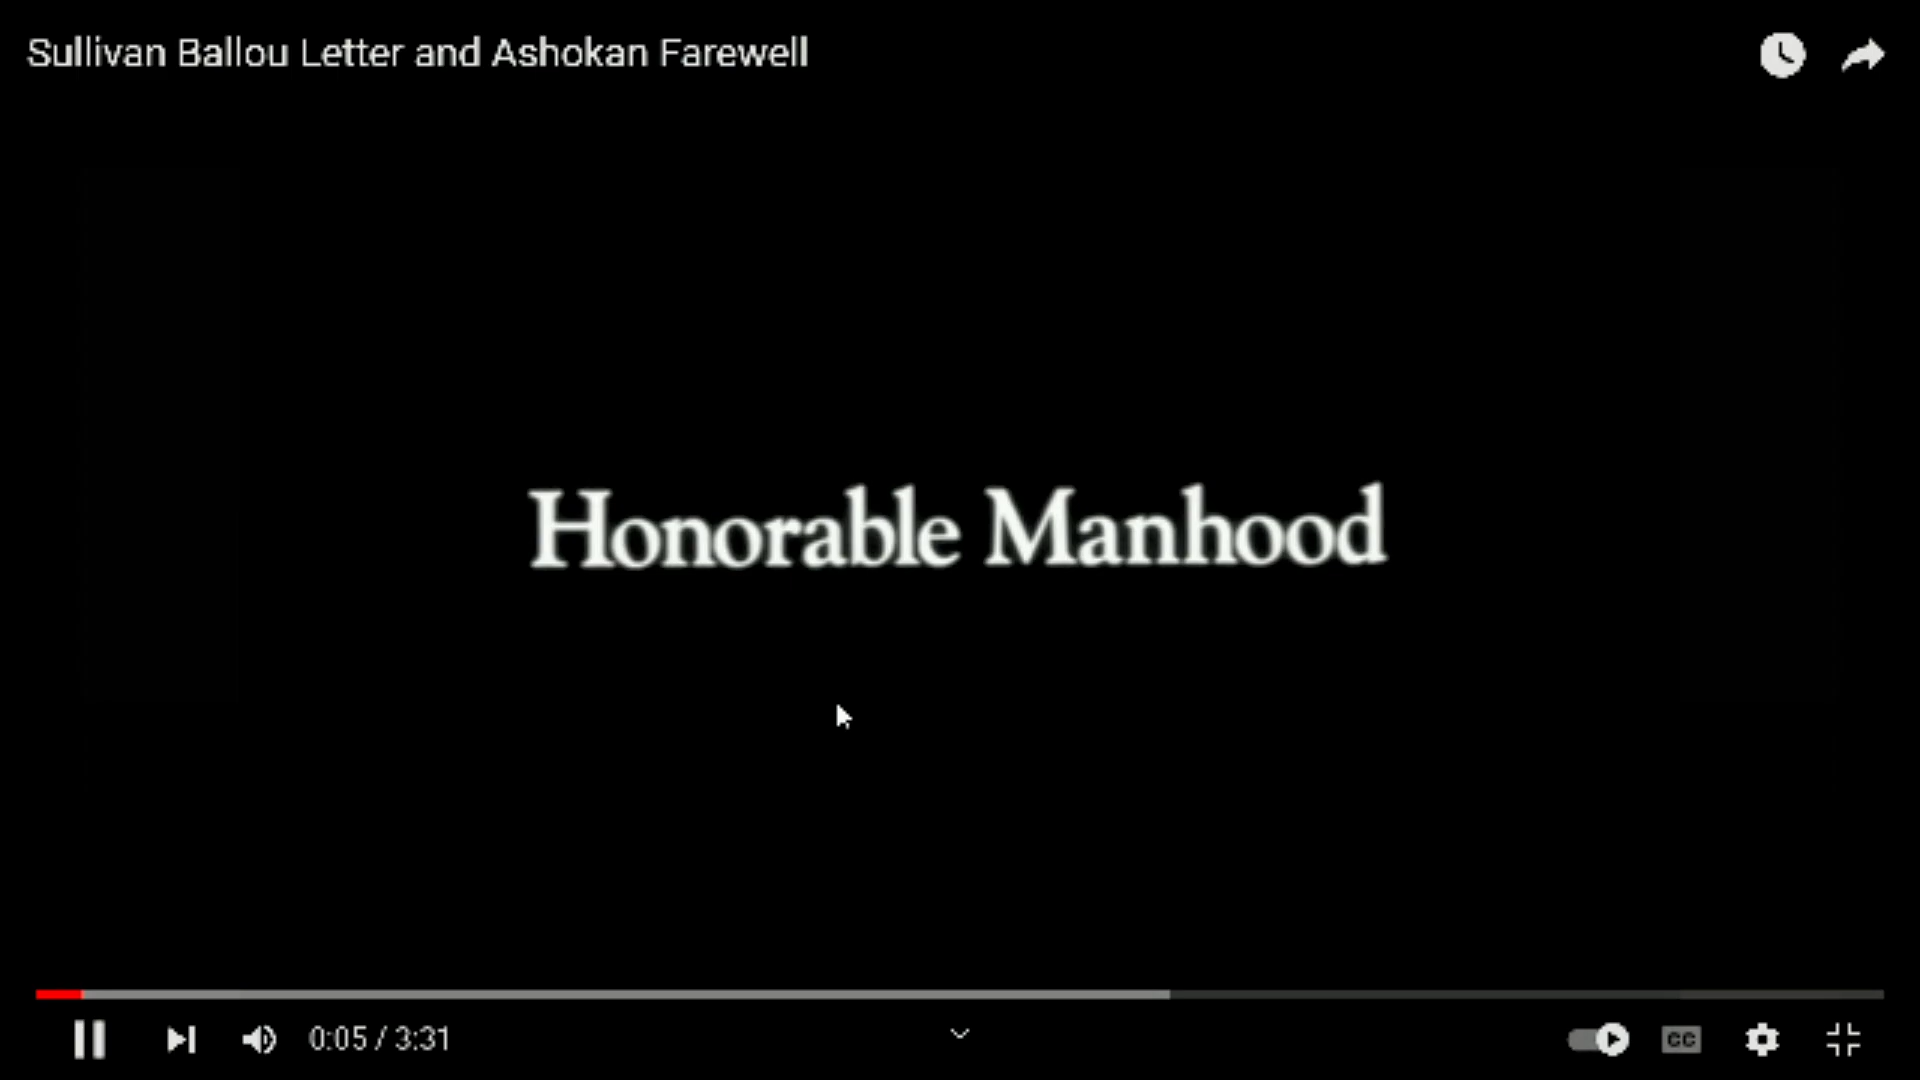 Sullivan Ballou Letter and Ashokan Farewell
Honorable Manhood
0:05 / 3:31
CC